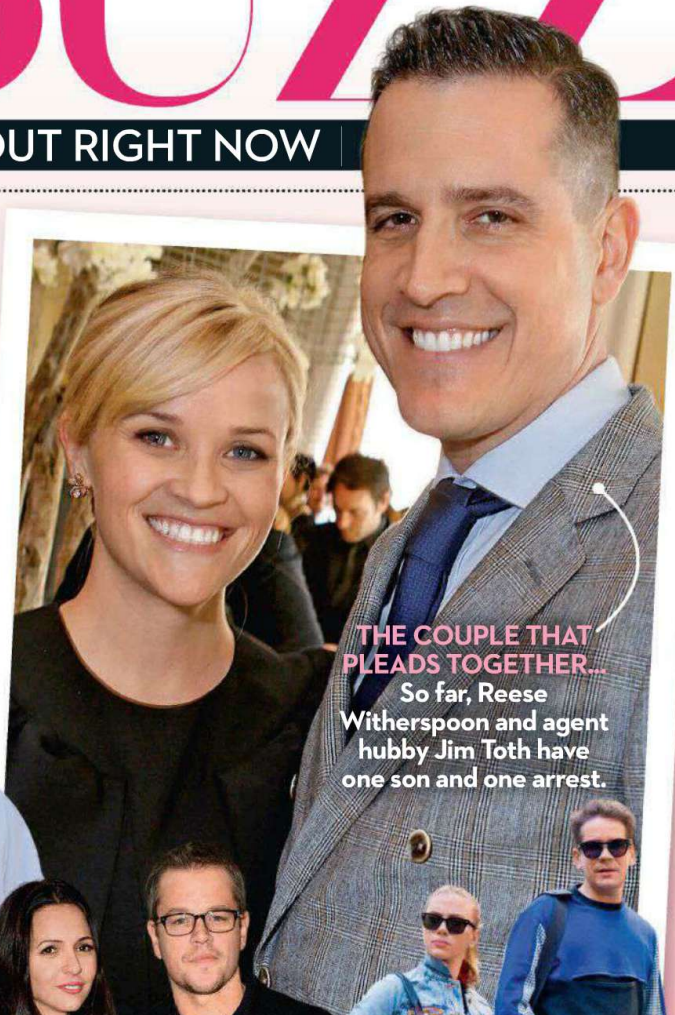 BUZZ
OUT RIGHT NOW
THE COUPLE THAT
PLEADS TOGETHER...
So far, Reese
Witherspoon and agent
hubby Jim Toth have
one son and one arrest.